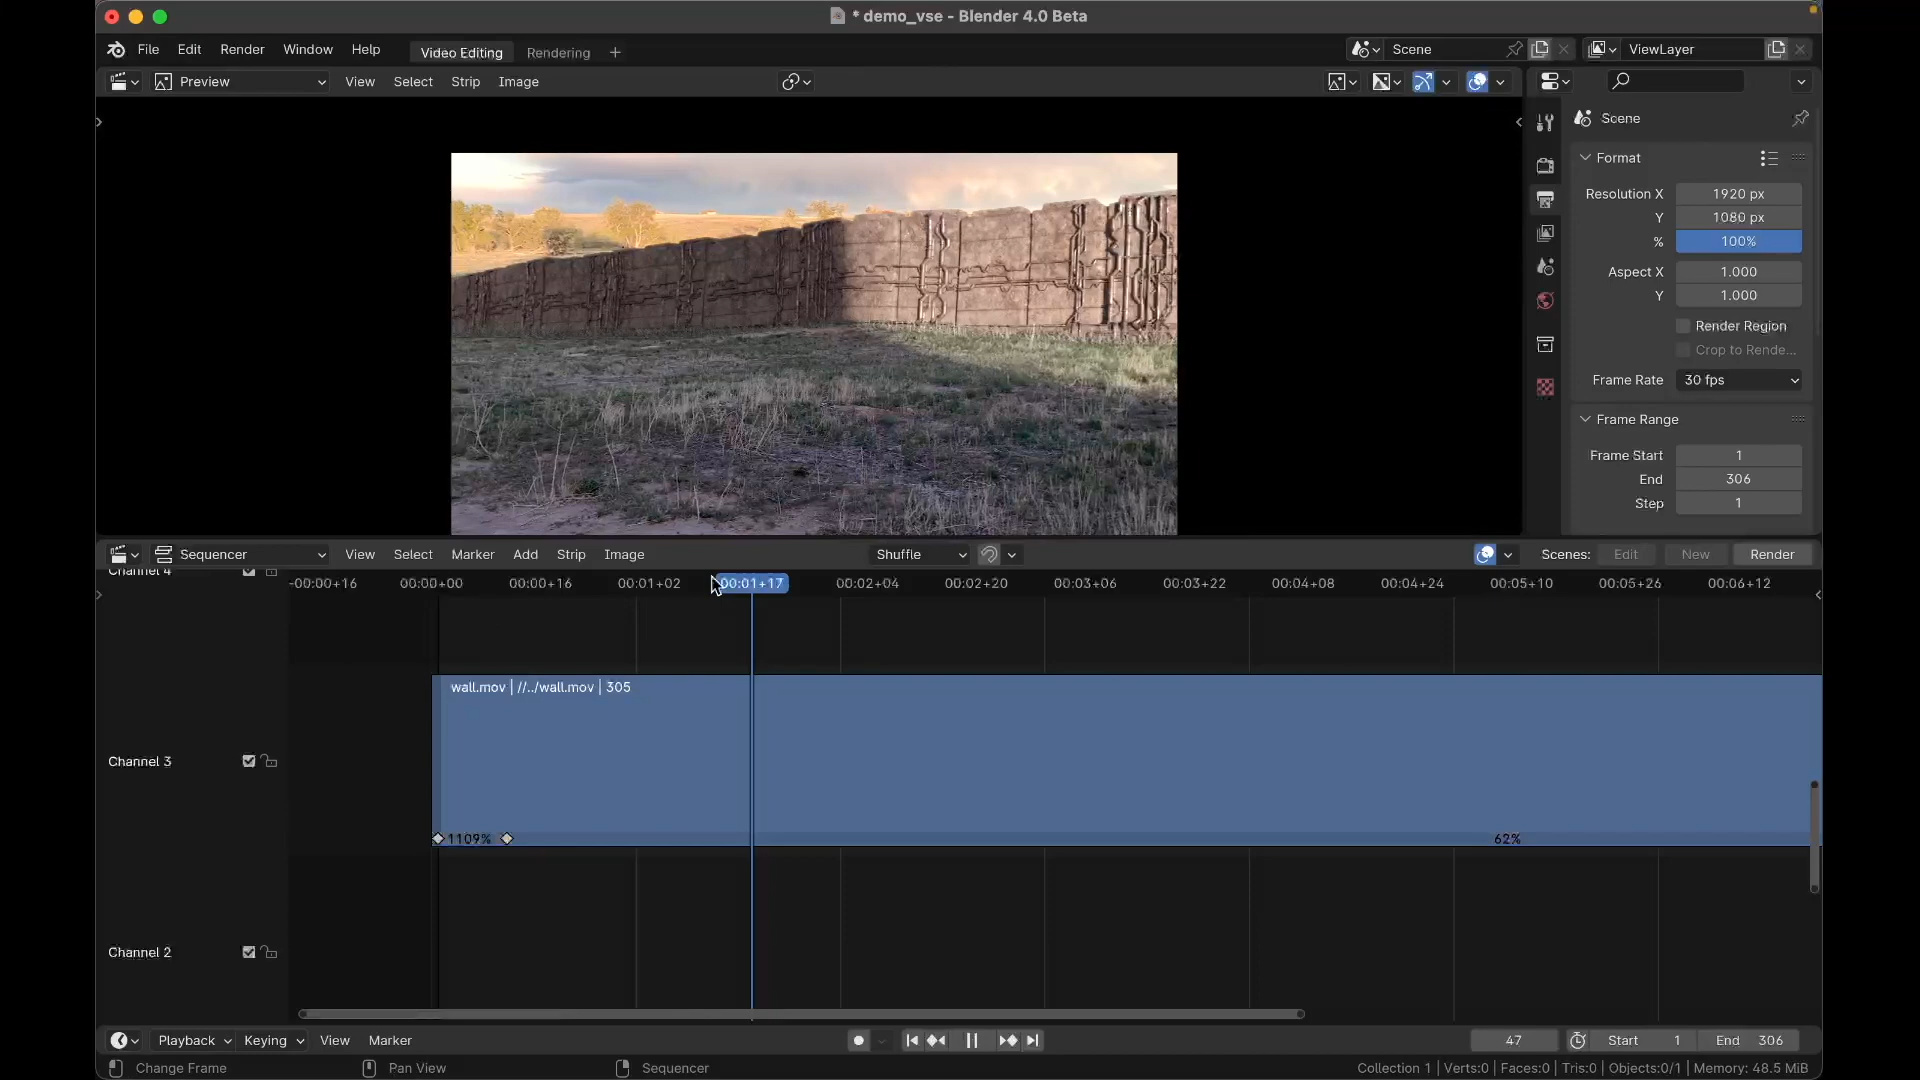 * demo_vse - Blender 4.0 Beta
File Edit Render Window Help Video Editing Rendering + Scene ViewLayer
Preview View Select Strip Image
Scene
Format
Resolution X 1920 px
Y 1080 px
% 100%
Aspect X 1.000
Y 1.000
Render Region
Crop to Rende...
Frame Rate 30 fps
Frame Range
Frame Start 1
End 306
Step 1
Sequencer View Select Marker Add Strip Image Shuffle Scenes: Edit New Render
Channel 4
-00:00+16 00:00+00 00:00+16 00:01+02 00:01+17 00:02+04 00:02+20 00:03+06 00:03+22 00:04+08 00:04+24 00:05+10 00:05+26 00:06+12
wall.mov | //../wall.mov | 305
Channel 3
1109% 62%
Channel 2
Playback Keying View Marker 47 Start 1 End 306
Change Frame Pan View Sequencer Collection 1 | Verts:0 | Faces:0 | Tris:0 | Objects:0/1 | Memory: 48.5 MiB